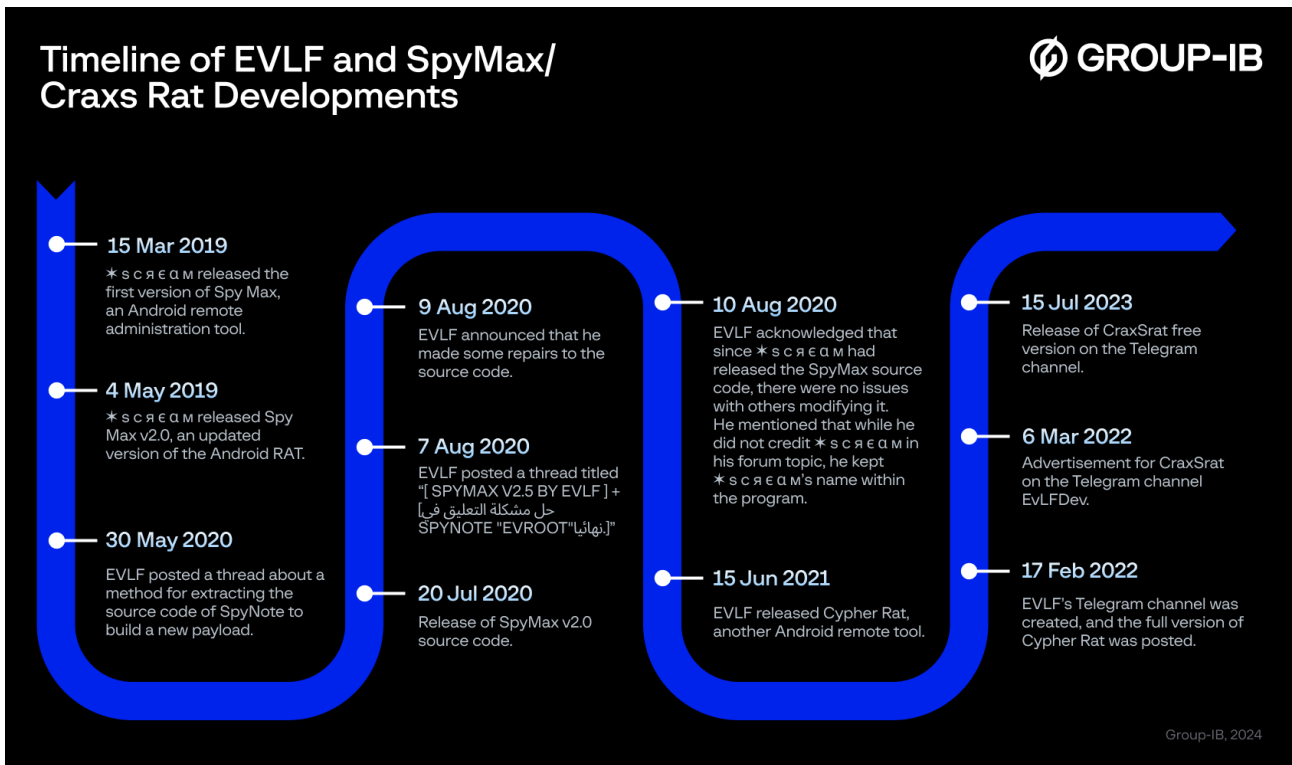 Timeline of EVLF and SpyMax/
Craxs Rat Developments
GROUP-IB
15 Mar 2019
✶ s c я є α м released the
first version of Spy Max,
an Android remote
administration tool.
4 May 2019
✶ s c я є α м released Spy
Max v2.0, an updated
version of the Android RAT.
30 May 2020
EVLF posted a thread about a
method for extracting the
source code of SpyNote to
build a new payload.
9 Aug 2020
EVLF announced that he
made some repairs to the
source code.
7 Aug 2020
EVLF posted a thread titled
“[ SPYMAX V2.5 BY EVLF ] +
[حل مشكلة التعليق في
SPYNOTE "EVROOT"نهائيا.]”
20 Jul 2020
Release of SpyMax v2.0
source code.
10 Aug 2020
EVLF acknowledged that
since ✶ s c я є α м had
released the SpyMax source
code, there were no issues
with others modifying it.
He mentioned that while he
did not credit ✶ s c я є α м in
his forum topic, he kept
✶ s c я є α м’s name within
the program.
15 Jun 2021
EVLF released Cypher Rat,
another Android remote tool.
15 Jul 2023
Release of CraxSrat free
version on the Telegram
channel.
6 Mar 2022
Advertisement for CraxSrat
on the Telegram channel
EvLFDev.
17 Feb 2022
EVLF’s Telegram channel was
created, and the full version of
Cypher Rat was posted.
Group-IB, 2024